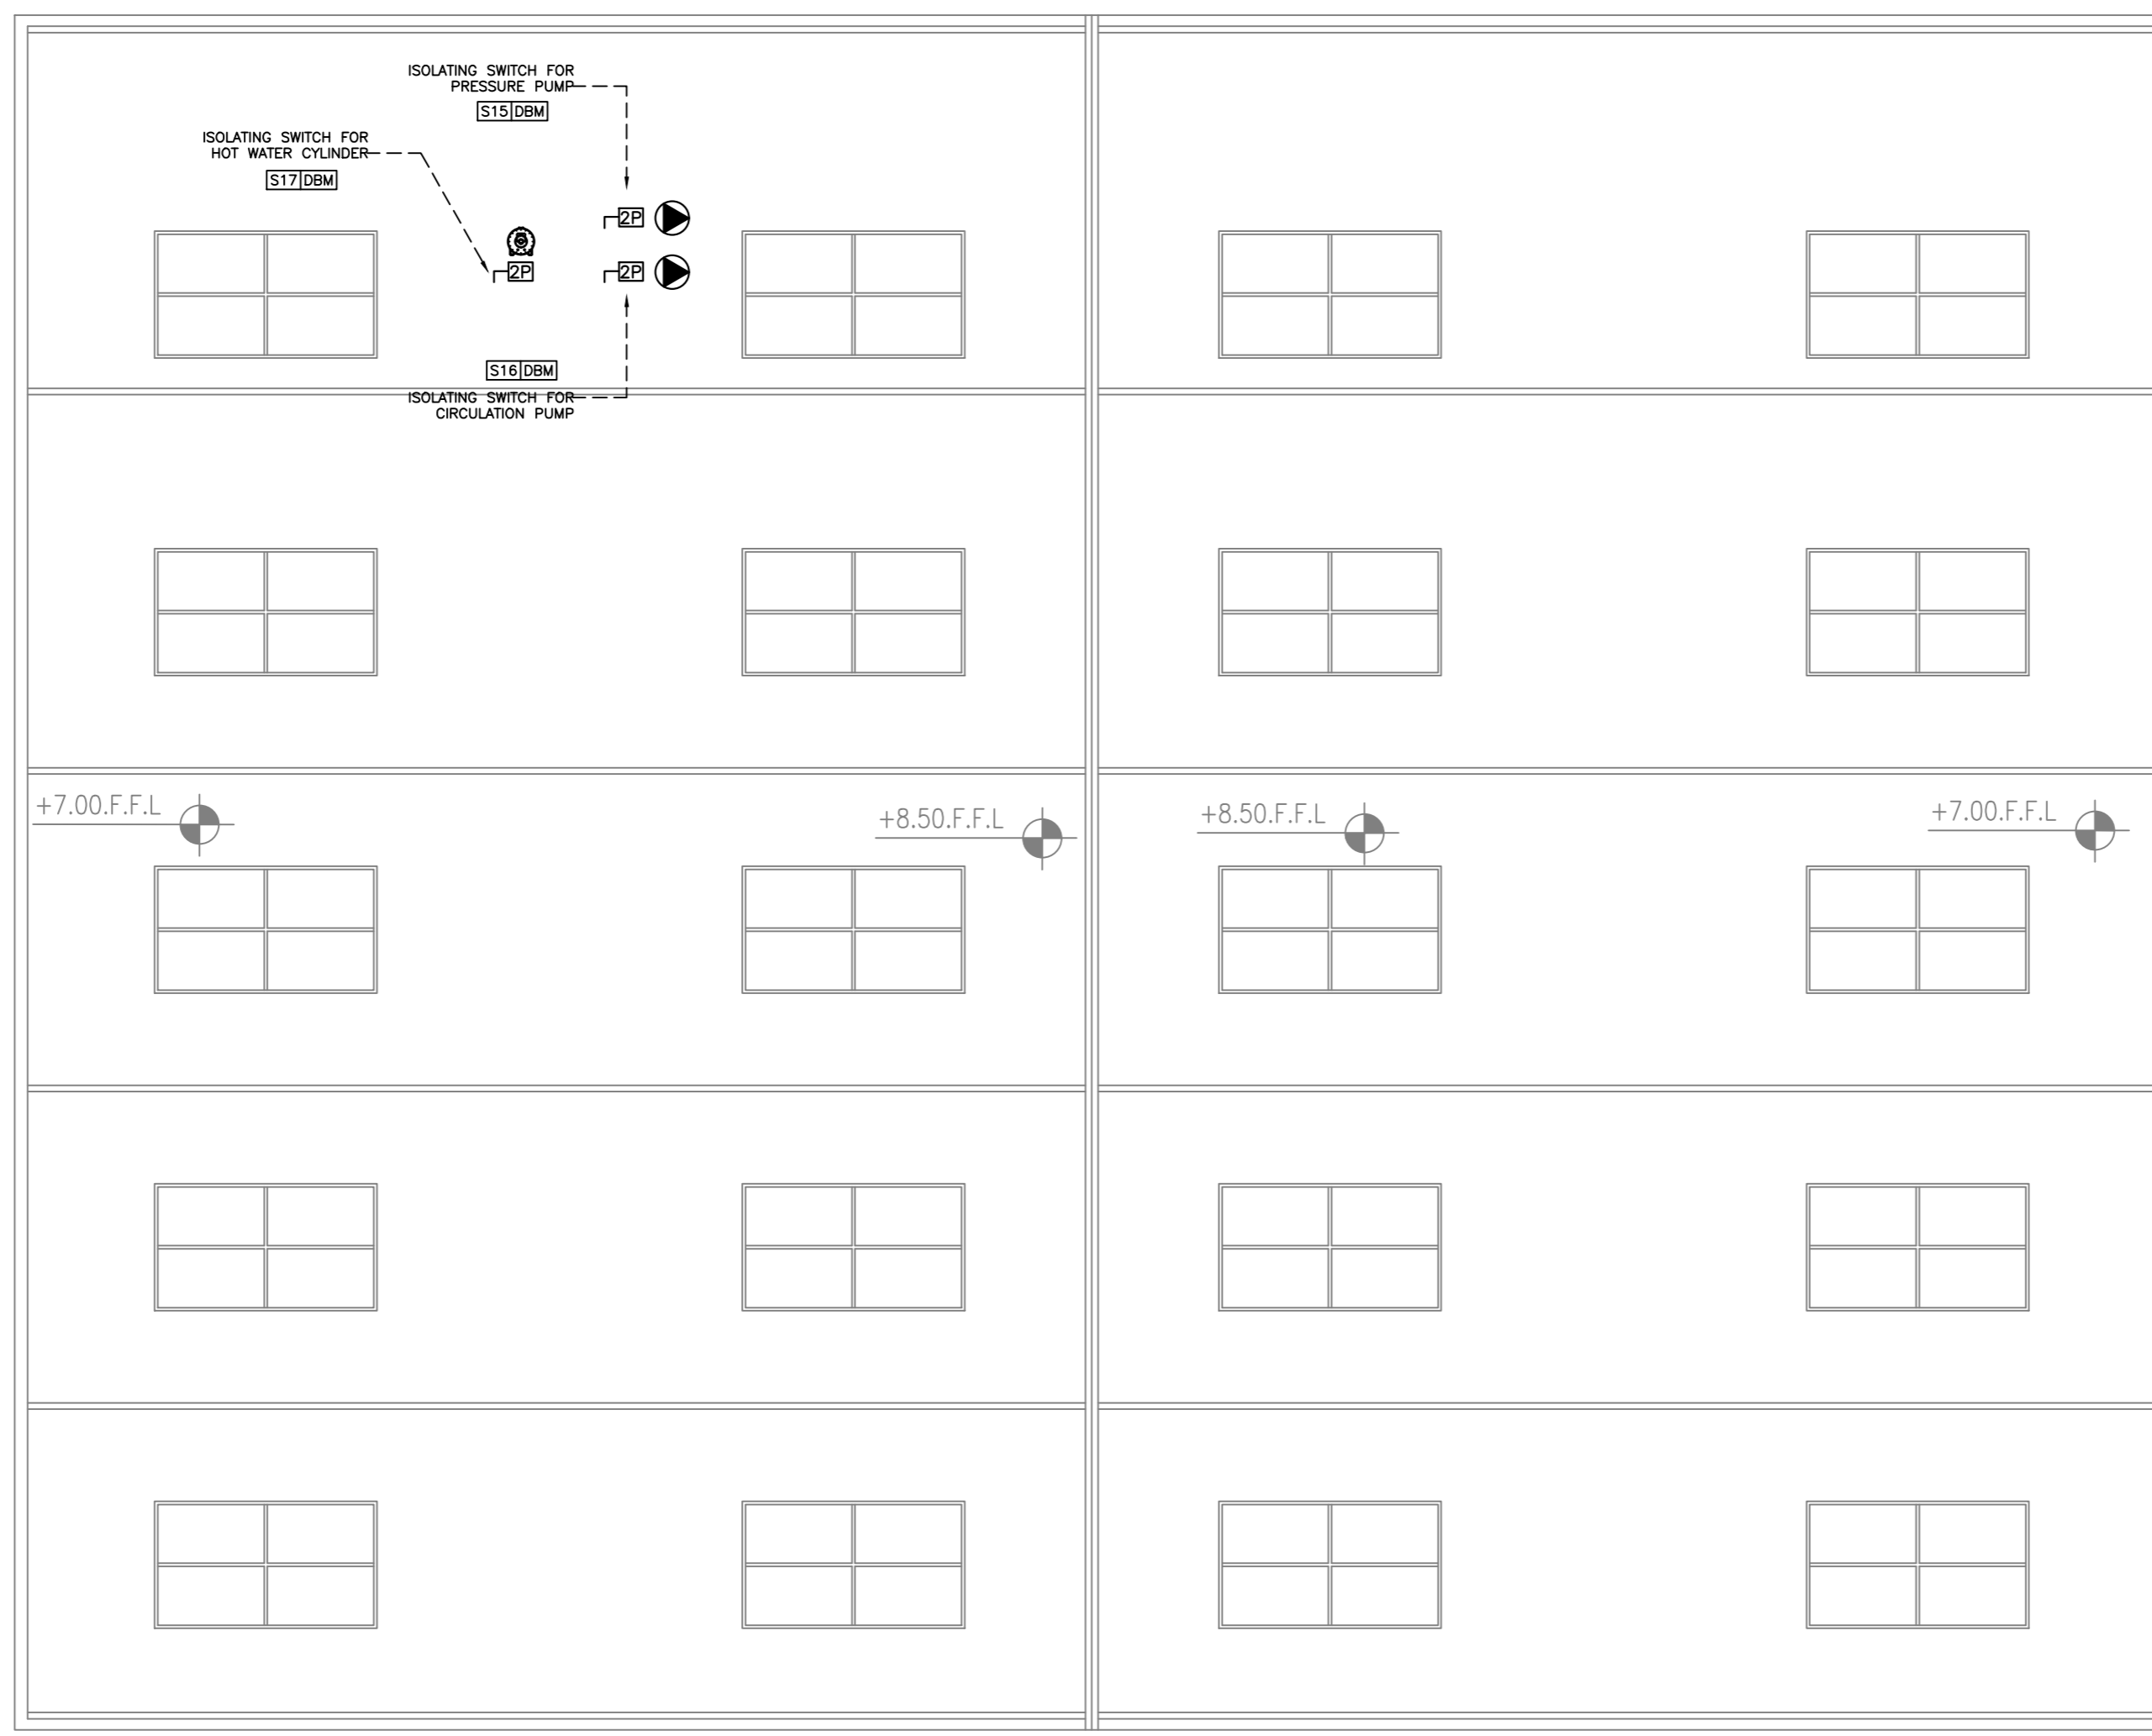 ISOLATING SWITCH FOR
PRESSURE PUMP
S15 DBM
ISOLATING SWITCH FOR
HOT WATER CYLINDER
S17 DBM
2P
2P
2P
S16 DBM
ISOLATING SWITCH FOR
CIRCULATION PUMP
+7.00.F.F.L
+8.50.F.F.L
+8.50.F.F.L
+7.00.F.F.L